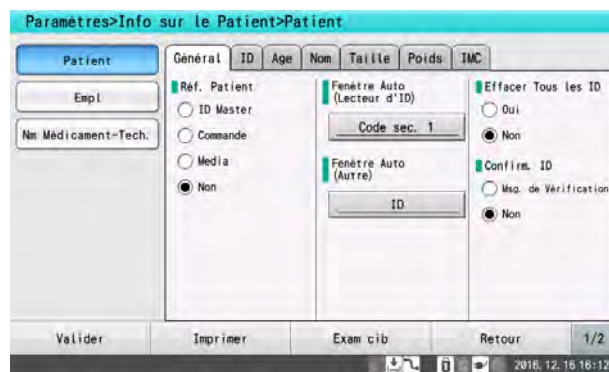 Paramètres>Info sur le Patient>Patient
Patient
Empl
Nm Médicament-Tech.
Général ID Age Nom Taille Poids IMC
Réf. Patient
ID Master
Commande
Media
Non
Fenêtre Auto
(Lecteur d'ID)
Code sec. 1
Fenêtre Auto
(Autre)
ID
Effacer Tous les ID
Oui
Non
Confirm. ID
Msg. de Vérification
Non
Valider Imprimer Exam cib Retour 1/2
2016. 12. 16 16:12